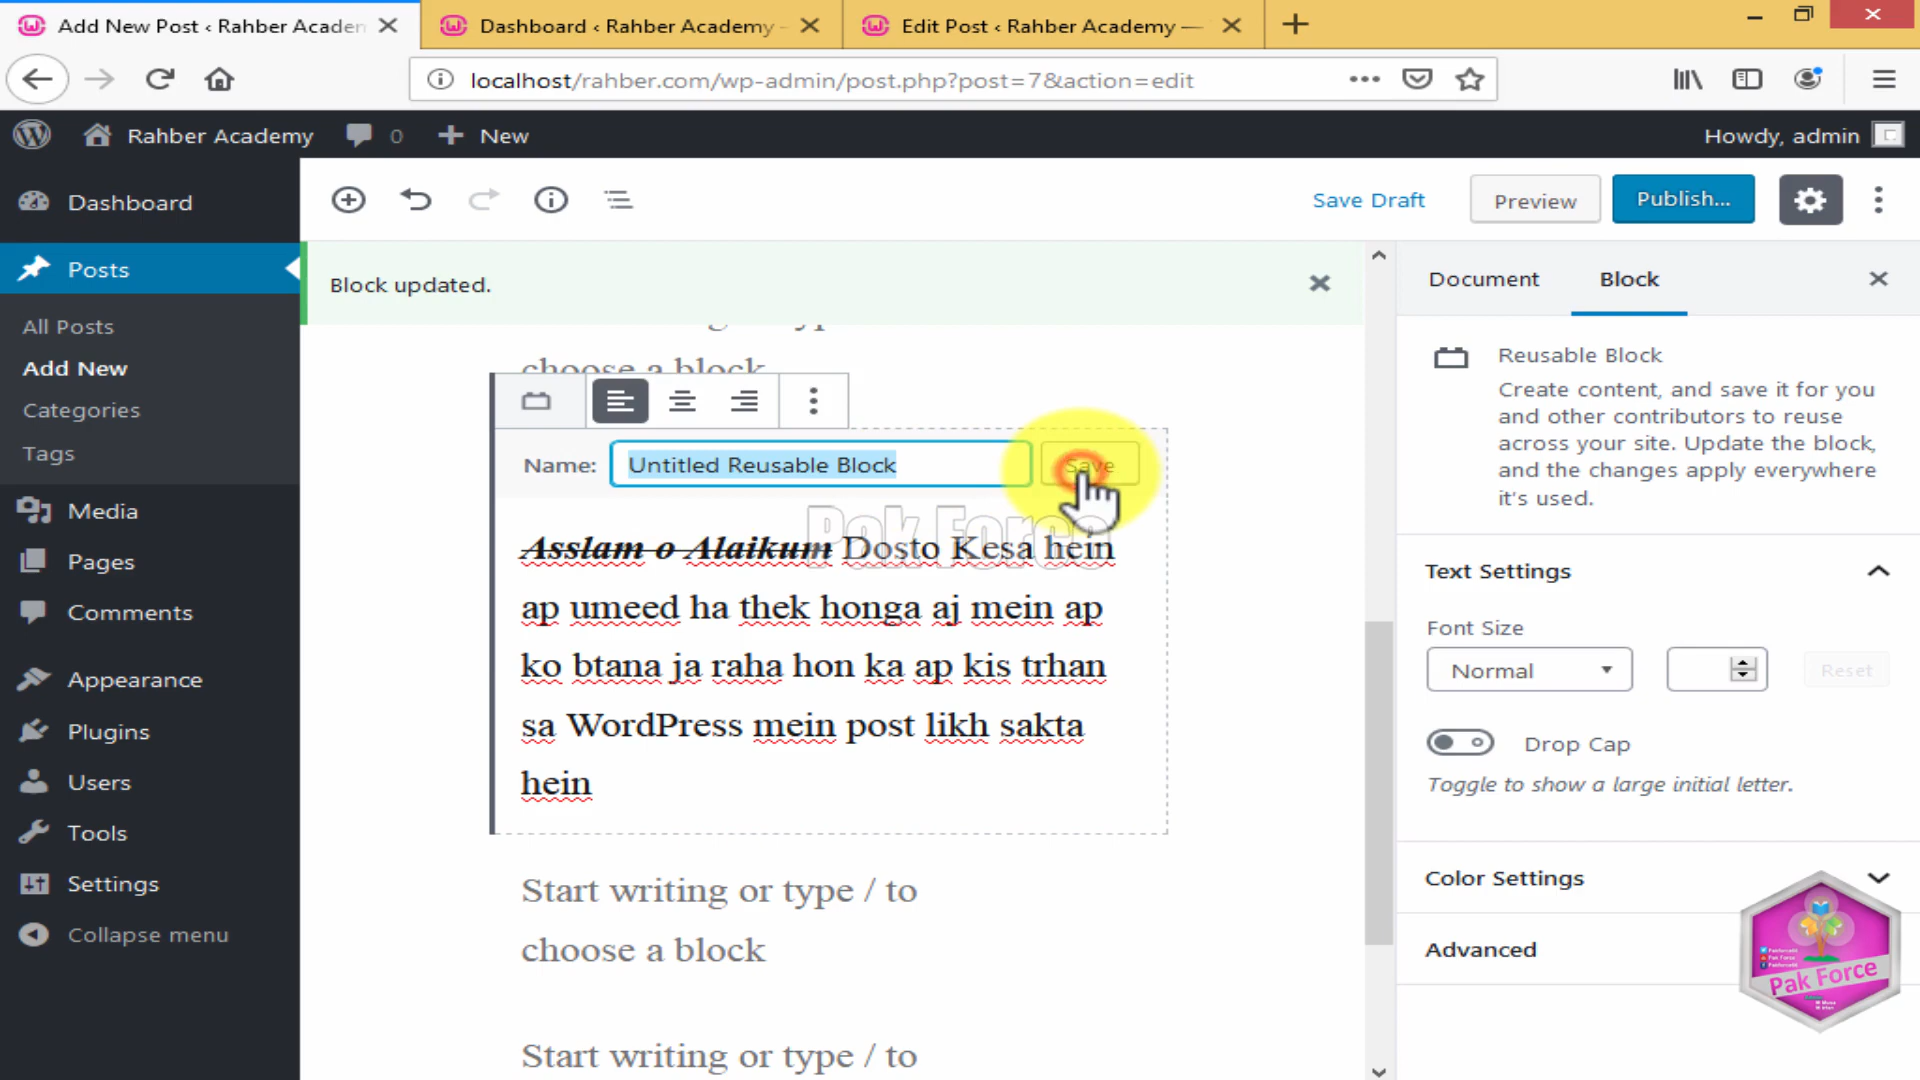 Add New Post ‹ Rahber Academ
Dashboard ‹ Rahber Academy -
Edit Post ‹ Rahber Academy —
localhost/rahber.com/wp-admin/post.php?post=7&action=edit
Rahber Academy
0
New
Howdy, admin
Dashboard
Posts
All Posts
Add New
Categories
Tags
Media
Pages
Comments
Appearance
Plugins
Users
Tools
Settings
Collapse menu
Save Draft
Preview
Publish...
Block updated.
choose a block
Name:
Untitled Reusable Block
Save
Pak Force
Asslam o Alaikum Dosto Kesa hein
ap umeed ha thek honga aj mein ap
ko btana ja raha hon ka ap kis trhan
sa WordPress mein post likh sakta
hein
Start writing or type / to
choose a block
Start writing or type / to
Document
Block
Reusable Block
Create content, and save it for you
and other contributors to reuse
across your site. Update the block,
and the changes apply everywhere
it's used.
Text Settings
Font Size
Normal
Reset
Drop Cap
Toggle to show a large initial letter.
Color Settings
Advanced
Pak Force